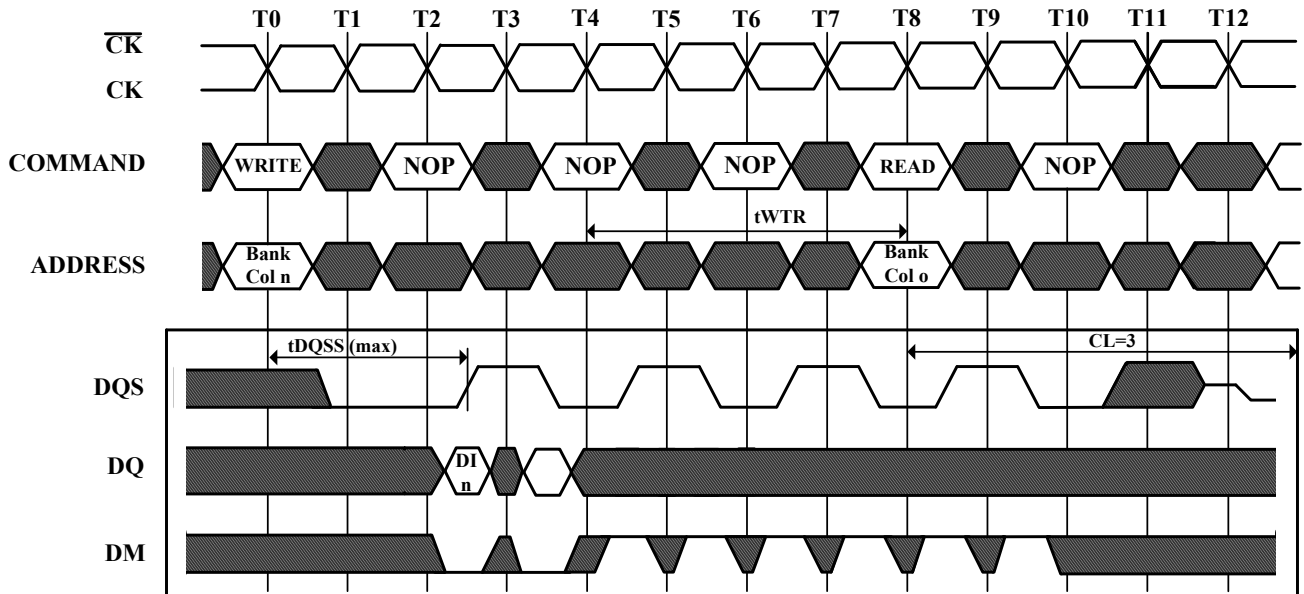 T0 T1 T2 T3 T4 T5 T6 T7 T8 T9 T10 T11 T12
CK
CK
COMMAND WRITE NOP NOP NOP READ NOP
tWTR
ADDRESS Bank Col n Bank Col o
tDQSS (max) CL=3
DQS
DQ DI n
DM